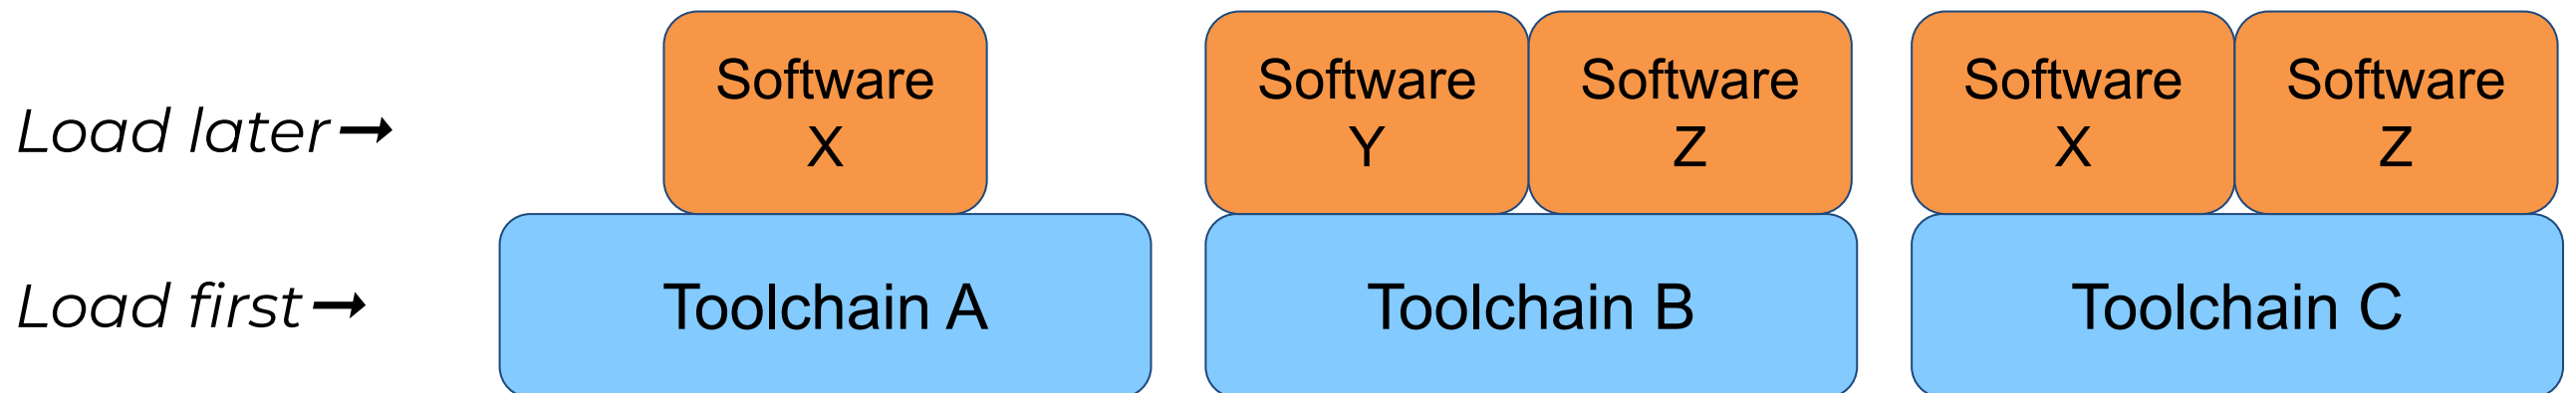 Load later→
Software
X
Software
Y
Software
Z
Software
X
Software
Z
Load first→
Toolchain A
Toolchain B
Toolchain C